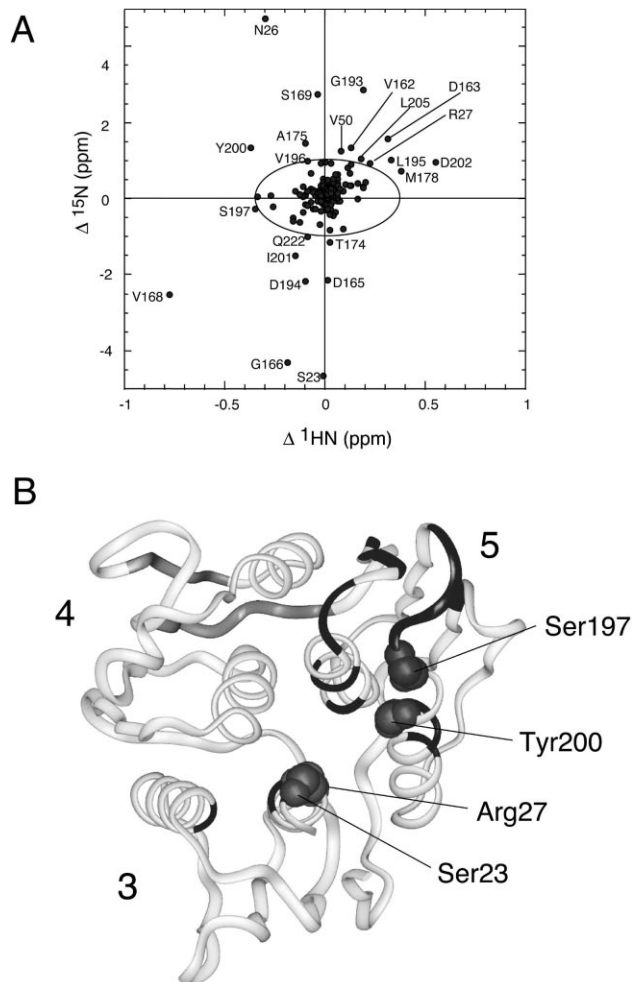 A
N26
G193
V162
S169
D163
L205
V50
R27
A175
Y200
V196
L195
D202
M178
S197
Q222
T174
I201
D194
D165
V168
G166
S23
4
2
0
-2
-4
-1
-0.5
0
0.5
1
Δ ¹⁵N (ppm)
Δ ¹HN (ppm)
B
5
4
Ser197
Tyr200
Arg27
Ser23
3